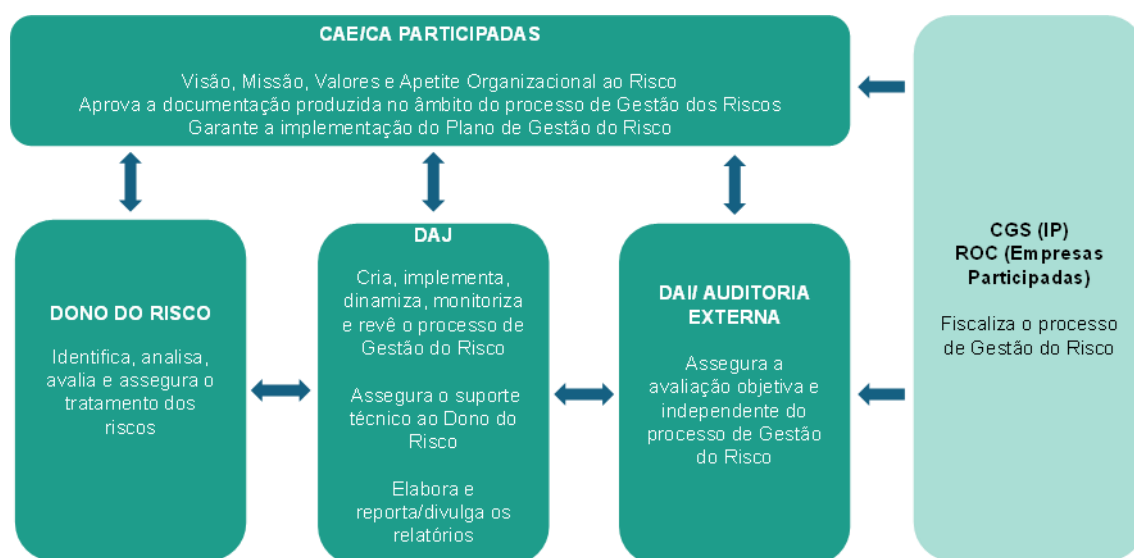 CAE/CA PARTICIPADAS
Visão, Missão, Valores e Apetite Organizacional ao Risco
Aprova a documentação produzida no âmbito do processo de Gestão dos Riscos
Garante a implementação do Plano de Gestão do Risco
DONO DO RISCO
Identifica, analisa,
avalia e assegura o
tratamento dos
riscos
DAJ
Cria, implementa,
dinamiza, monitoriza
e revê o processo de
Gestão do Risco
Assegura o suporte
técnico ao Dono do
Risco
Elabora e
reporta/divulga os
relatórios
DAI/ AUDITORIA
EXTERNA
Assegura a
avaliação objetiva e
independente do
processo de Gestão
do Risco
CGS (IP)
ROC (Empresas
Participadas)
Fiscaliza o processo
de Gestão do Risco